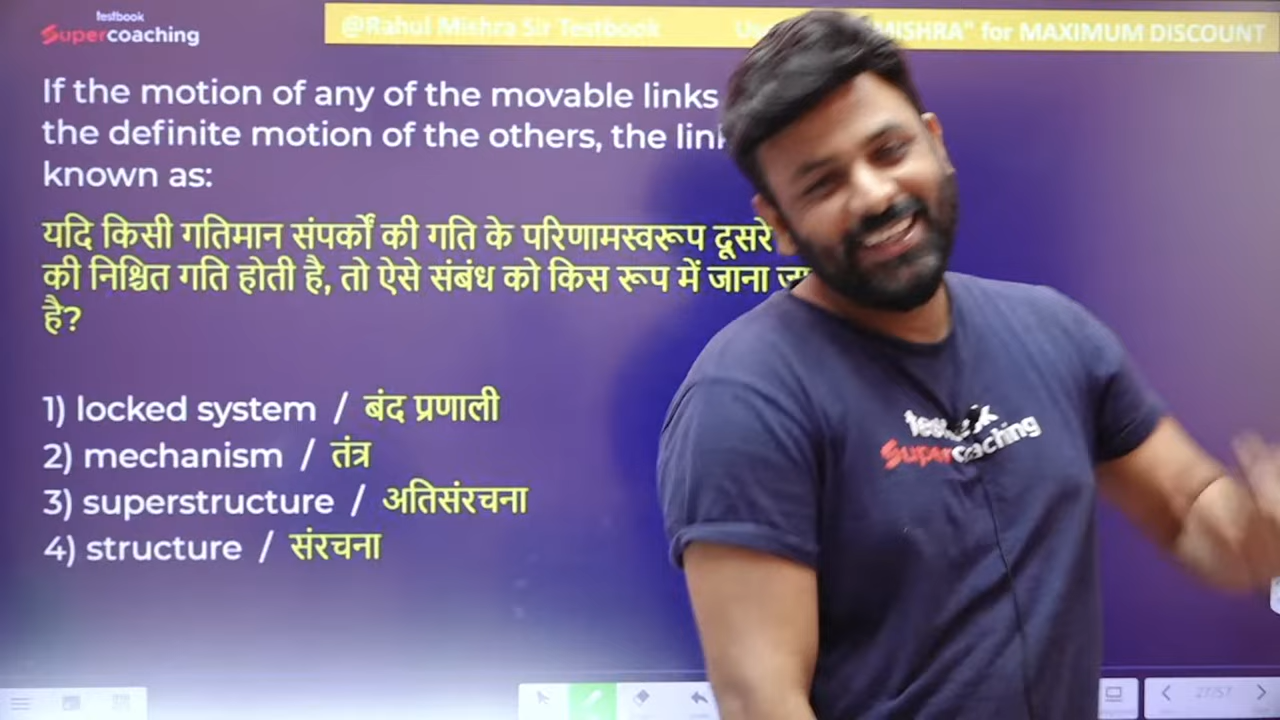 testbook
Supercoaching
@Rahul Mishra Sir Testbook
MISHRA" for MAXIMUM DISCOUNT
If the motion of any of the movable links
the definite motion of the others, the
known as:
यदि किसी गतिमान संपर्कों की गति के परिणामस्वरूप दूसरे
की निश्चित गति होती है, तो ऐसे संबंध को किस रूप में जाना
है?
1) locked system / बंद प्रणाली
2) mechanism / तंत्र
3) superstructure / अतिसंरचना
4) structure / संरचना
testbook
Supercoaching
27/57